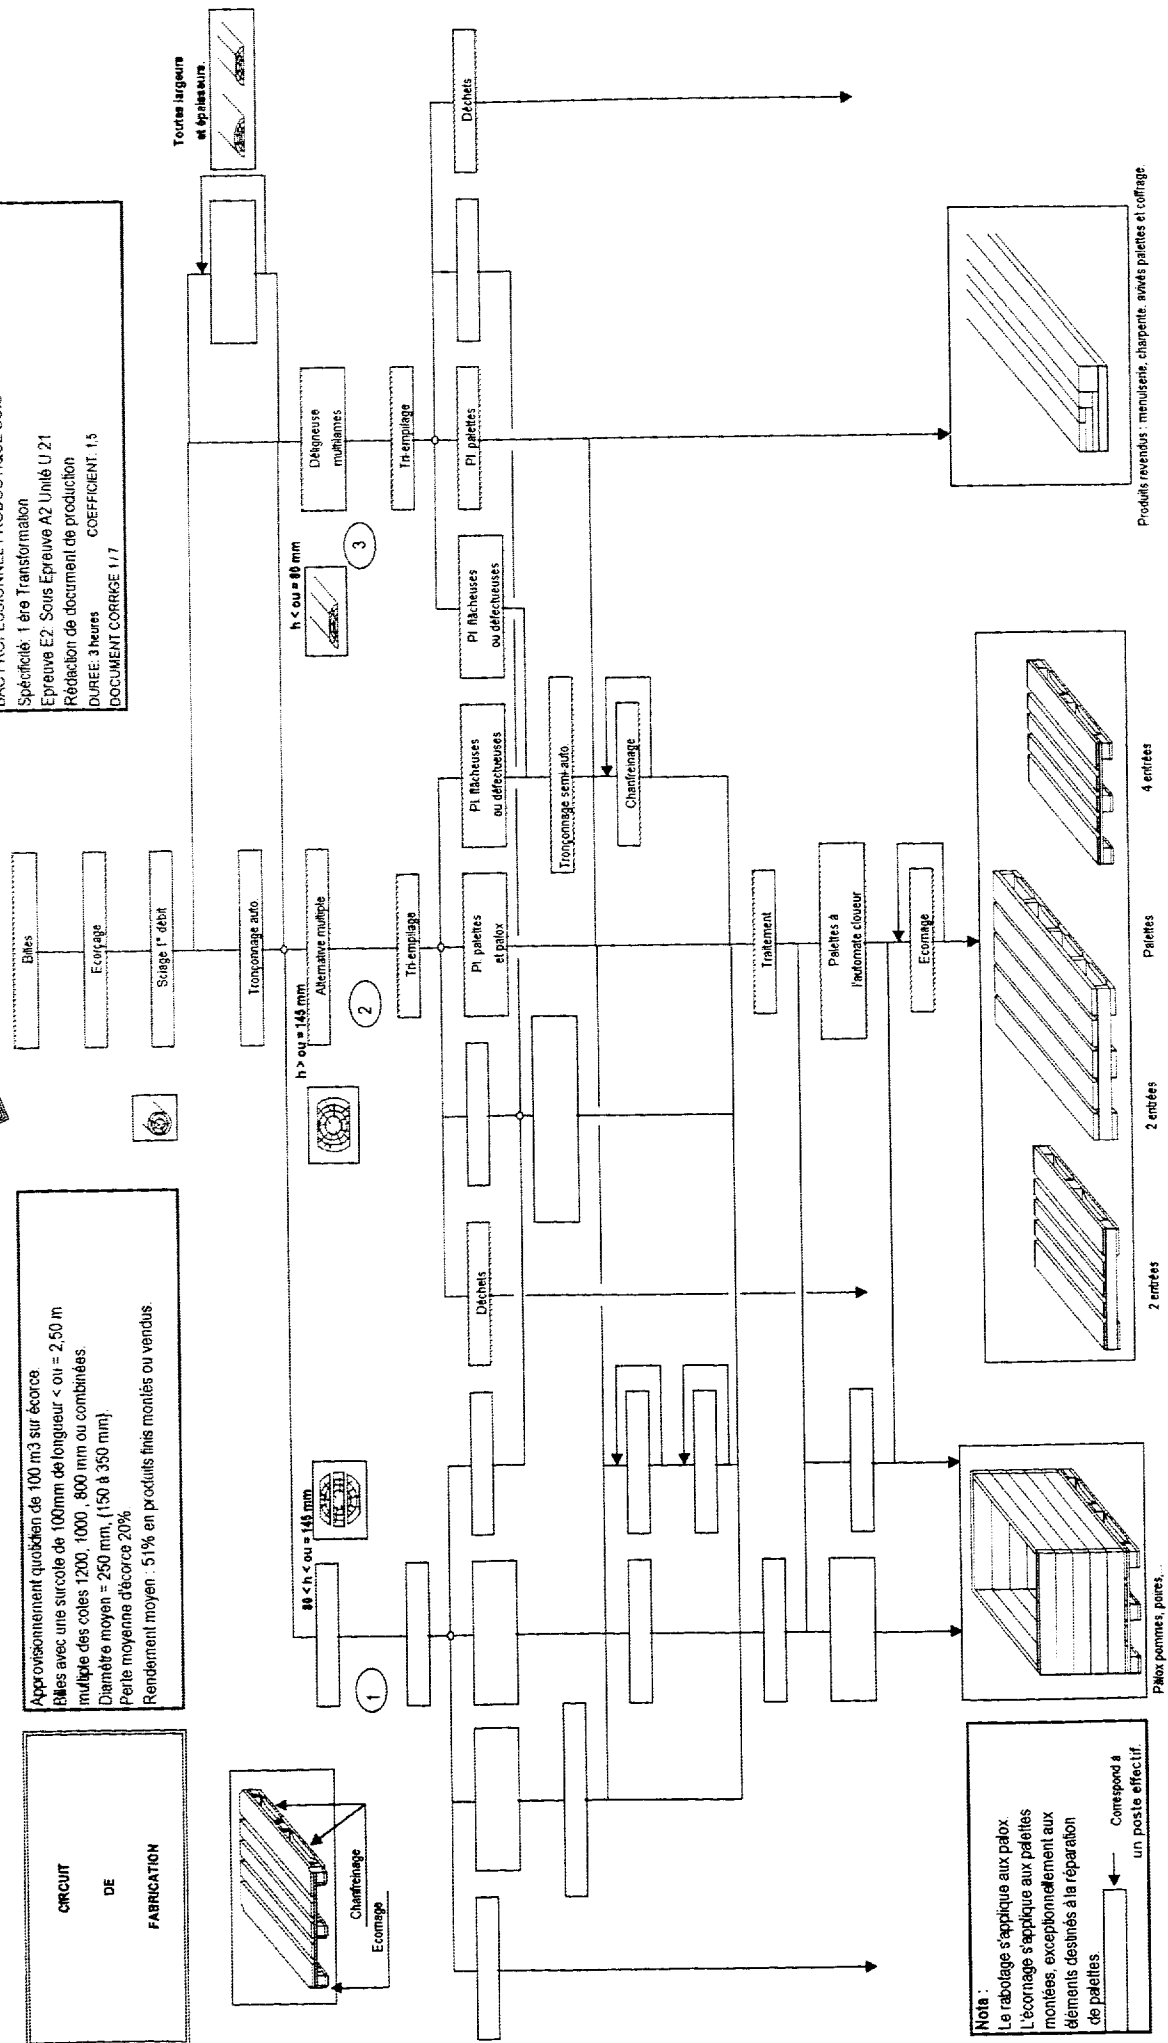 CIRCUIT
DE
FABRICATION
Approvisionnement quotidien de 100 m3 sur écorce.
Billes avec une surcote de 100mm de longueur < ou = 2,50 m
multiple des cotes 1200, 1000 , 800 mm ou combinées.
Diamètre moyen = 250 mm, (150 à 350 mm).
Perte moyenne d'écorce 20%.
Rendement moyen : 51% en produits finis montés ou vendus.
Spécificité: 1 ère Transformation
Epreuve E2: Sous Epreuve A2 Unité U 21
Rédaction de document de production
DUREE: 3 heures COEFFICIENT: 1,5
DOCUMENT CORRIGE 1 / 7
Billes
Ecorçage
Sciage 1° débit
Toutes largeurs
et épaisseurs.
Tronçonnage auto.
80 < h < ou = 145 mm
h > ou = 145 mm
h < ou = 80 mm
Alternative multiple
Déligneuse
multilames
1
2
3
Chanfreinage
Ecornage
Tri-empilage
Tri-empilage
Déchets
Pl. palettes
et palox
Pl. flâcheuses
ou défectueuses
Pl. flâcheuses
ou défectueuses
Pl. palettes
Déchets
Tronçonnage semi-auto.
Chanfreinage
Traitement
Palettes à
l'automate cloueur
Ecornage
Nota :
Le rabotage s'applique aux palox.
L'écornage s'applique aux palettes
montées, exceptionnellement aux
éléments destinés à la réparation
de palettes.
Correspond à
un poste effectif.
Palox pommes, poires,..
2 entrées
2 entrées
Palettes
4 entrées
Produits revendus : menuiserie, charpente, avivés palettes et coffrage.